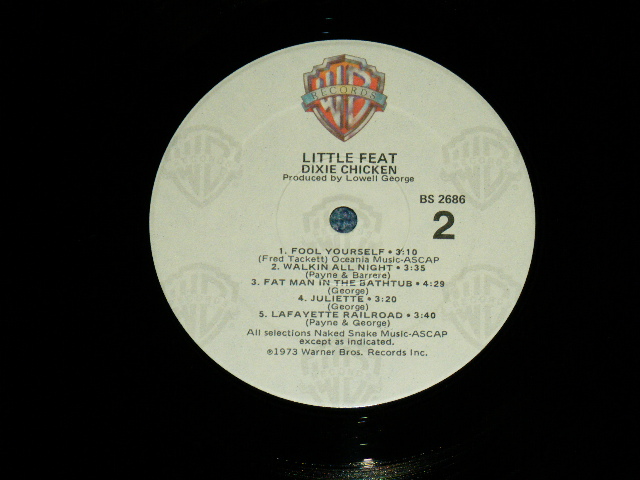 WB
RECORDS
LITTLE FEAT
DIXIE CHICKEN
Produced by Lowell George
BS 2686
2
1. FOOL YOURSELF • 3:10
(Fred Tackett) Oceania Music-ASCAP
2. WALKIN ALL NIGHT • 3:35
(Payne & Barrere)
3. FAT MAN IN THE BATHTUB • 4:29
(George)
4. JULIETTE • 3:20
(George)
5. LAFAYETTE RAILROAD • 3:40
(Payne & George)
All selections Naked Snake Music-ASCAP
except as indicated.
℗1973 Warner Bros. Records Inc.